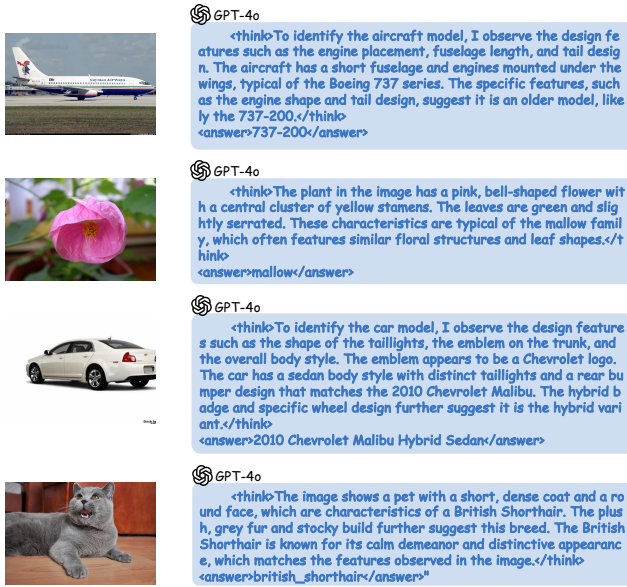 GPT-4o
<think>To identify the aircraft model, I observe the design fe
atures such as the engine placement, fuselage length, and tail desig
n. The aircraft has a short fuselage and engines mounted under the
wings, typical of the Boeing 737 series. The specific features, such
as the engine shape and tail design, suggest it is an older model, like
ly the 737-200.</think>
<answer>737-200</answer>
GPT-4o
<think>The plant in the image has a pink, bell-shaped flower wit
h a central cluster of yellow stamens. The leaves are green and slig
htly serrated. These characteristics are typical of the mallow famil
y, which often features similar floral structures and leaf shapes.</t
hink>
<answer>mallow</answer>
GPT-4o
<think>To identify the car model, I observe the design feature
s such as the shape of the taillights, the emblem on the trunk, and
the overall body style. The emblem appears to be a Chevrolet logo.
The car has a sedan body style with distinct taillights and a rear bu
mper design that matches the 2010 Chevrolet Malibu. The hybrid b
adge and specific wheel design further suggest it is the hybrid vari
ant.</think>
<answer>2010 Chevrolet Malibu Hybrid Sedan</answer>
GPT-4o
<think>The image shows a pet with a short, dense coat and a ro
und face, which are characteristics of a British Shorthair. The plus
h, grey fur and stocky build further suggest this breed. The British
Shorthair is known for its calm demeanor and distinctive appearanc
e, which matches the features observed in the image.</think>
<answer>british_shorthair</answer>"